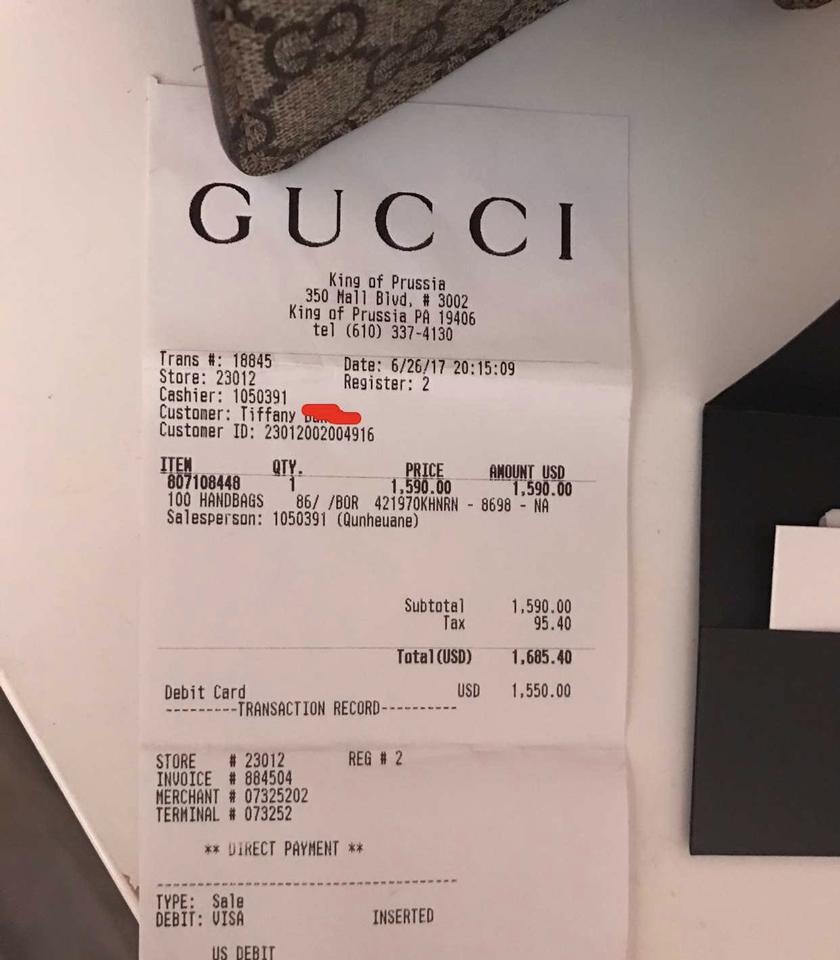 GUCCI
King of Prussia
350 Mall Blvd, # 3002
King of Prussia PA 19406
tel (610) 337-4130
Trans #: 18845 Date: 6/26/17 20:15:09
Store: 23012 Register: 2
Cashier: 1050391
Customer: Tiffany
Customer ID: 23012002004916
ITEM QTY. PRICE AMOUNT USD
807108448 1 1,590.00 1,590.00
100 HANDBAGS 86/ /BOR 421970KHNRN - 8698 - NA
Salesperson: 1050391 (Qunheuane)
Subtotal 1,590.00
Tax 95.40
Total(USD) 1,685.40
Debit Card USD 1,550.00
---------TRANSACTION RECORD----------
STORE # 23012 REG # 2
INVOICE # 884504
MERCHANT # 07325202
TERMINAL # 073252
** DIRECT PAYMENT **
--------------------------------------
TYPE: Sale
DEBIT: VISA INSERTED
US DEBIT